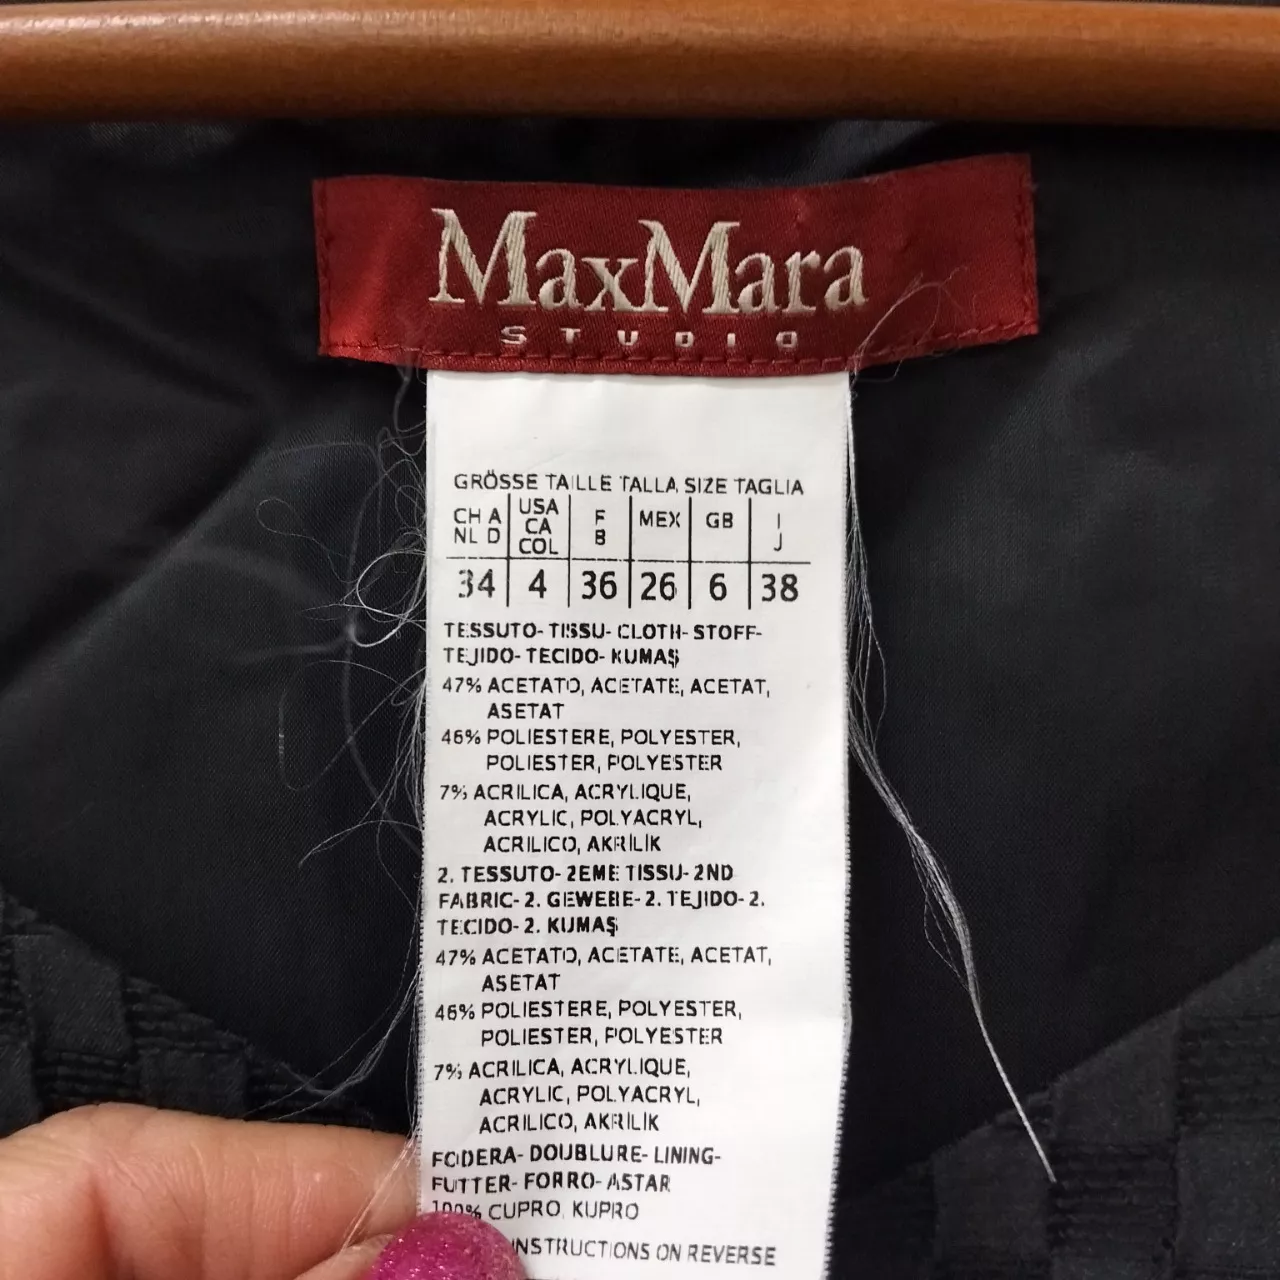 MaxMara
STUDIO
GRÖSSE TAILLE TALLA SIZE TAGLIA
CH A USA F MEX GB I
NL D CA B J
COL
34 4 36 26 6 38
TESSUTO- TISSU- CLOTH- STOFF-
TEJIDO- TECIDO- KUMAŞ
47% ACETATO, ACETATE, ACETAT,
ASETAT
46% POLIESTERE, POLYESTER,
POLIESTER, POLYESTER
7% ACRILICA, ACRYLIQUE,
ACRYLIC, POLYACRYL,
ACRILICO, AKRİLİK
2. TESSUTO- 2EME TISSU- 2ND
FABRIC- 2. GEWEBE- 2. TEJIDO- 2.
TECIDO- 2. KUMAŞ
47% ACETATO, ACETATE, ACETAT,
ASETAT
46% POLIESTERE, POLYESTER,
POLIESTER, POLYESTER
7% ACRILICA, ACRYLIQUE,
ACRYLIC, POLYACRYL,
ACRILICO, AKRİLİK
FODERA- DOUBLURE- LINING-
FUTTER- FORRO- ASTAR
100% CUPRO, KUPRO
INSTRUCTIONS ON REVERSE